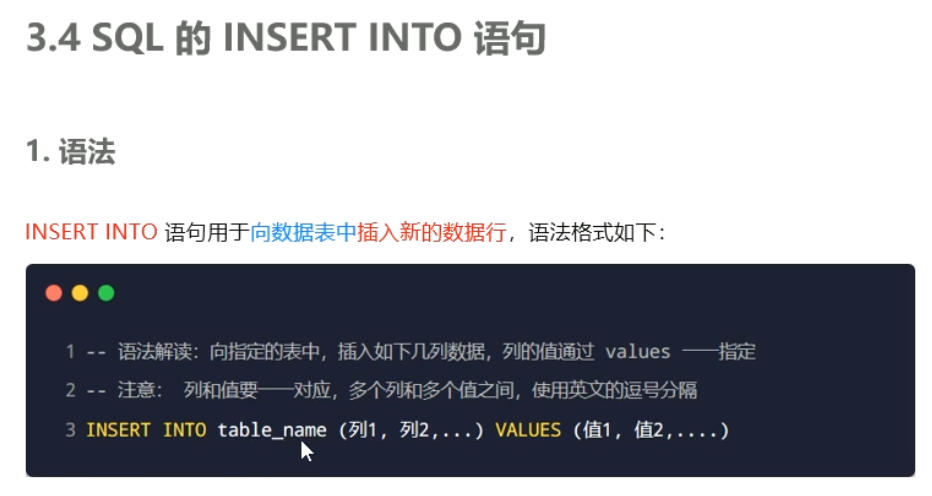 3.4 SQL 的 INSERT INTO 语句
1. 语法
INSERT INTO 语句用于向数据表中插入新的数据行，语法格式如下：
1 -- 语法解读：向指定的表中，插入如下几列数据，列的值通过 values 一一指定
2 -- 注意： 列和值要一一对应，多个列和多个值之间，使用英文的逗号分隔
3 INSERT INTO table_name (列1, 列2,...) VALUES (值1, 值2,....)